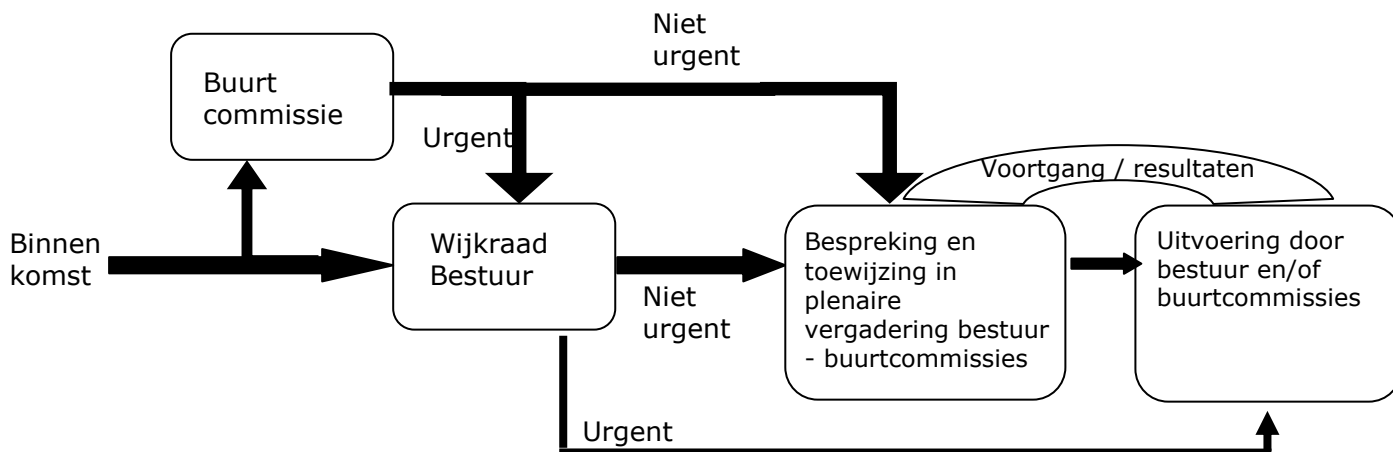 Niet
urgent
Buurt
commissie
Urgent
Voortgang / resultaten
Binnen
komst
Wijkraad
Bestuur
Niet
urgent
Bespreking en
toewijzing in
plenaire
vergadering bestuur
- buurtcommissies
Uitvoering door
bestuur en/of
buurtcommissies
Urgent